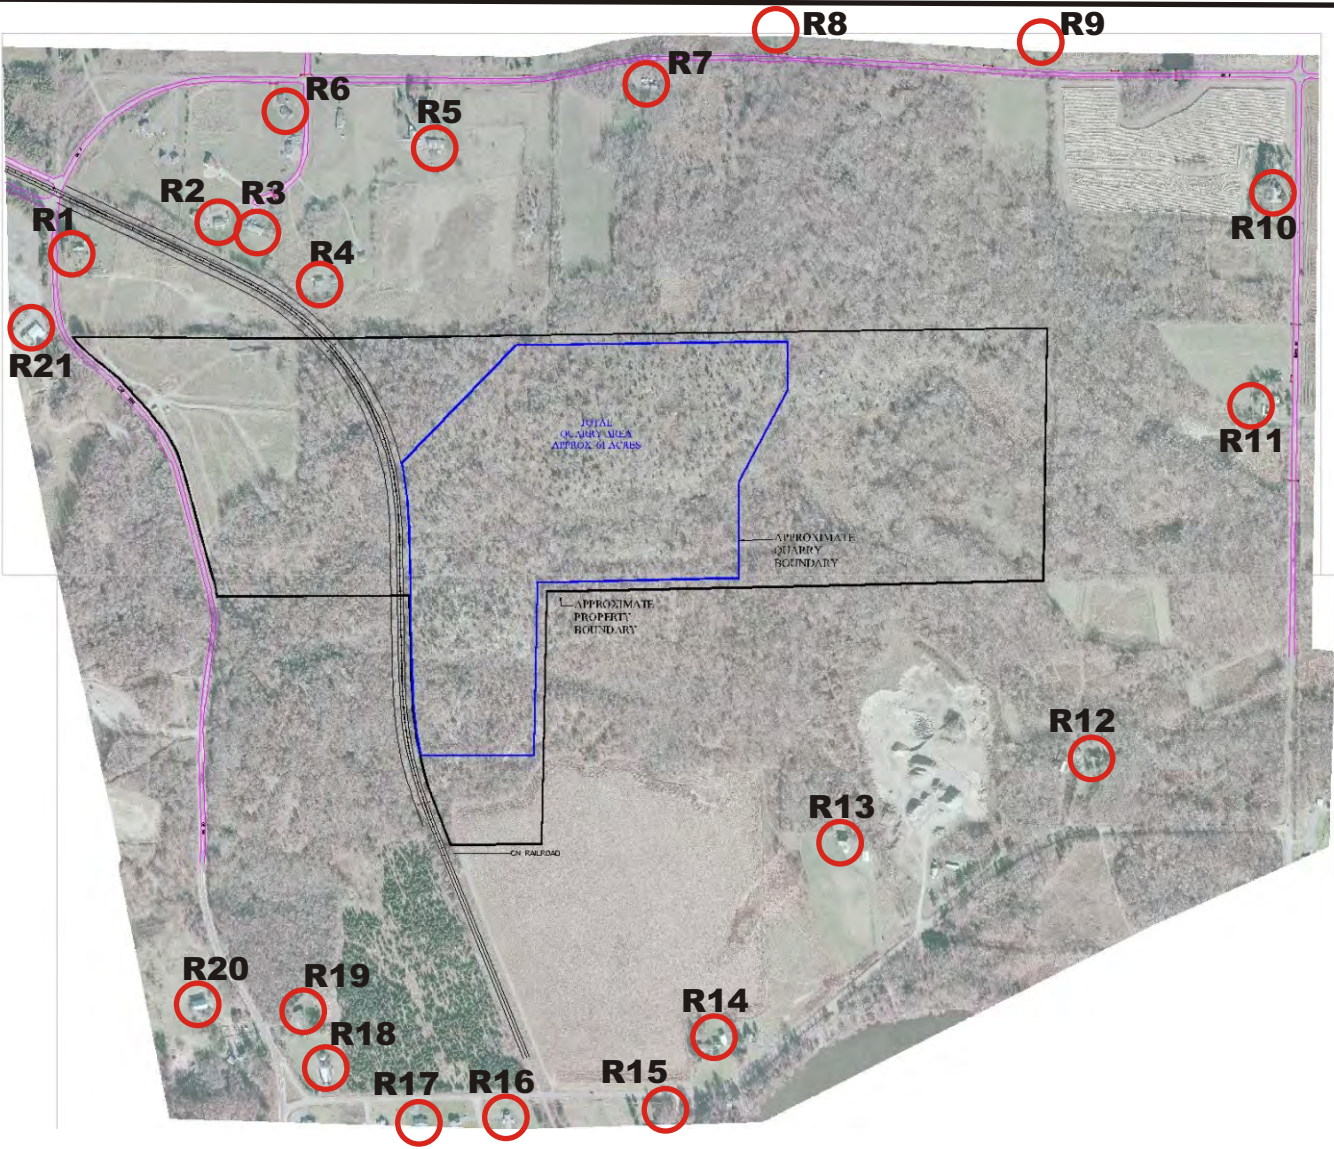 R8
R9
R7
R6
R5
R2
R3
R10
R1
R4
R21
TOTAL
QUARRY AREA
APPROX. 61 ACRES
R11
APPROXIMATE
QUARRY
BOUNDARY
APPROXIMATE
PROPERTY
BOUNDARY
R12
R13
CN RAILROAD
R20
R19
R14
R18
R15
R16
R17